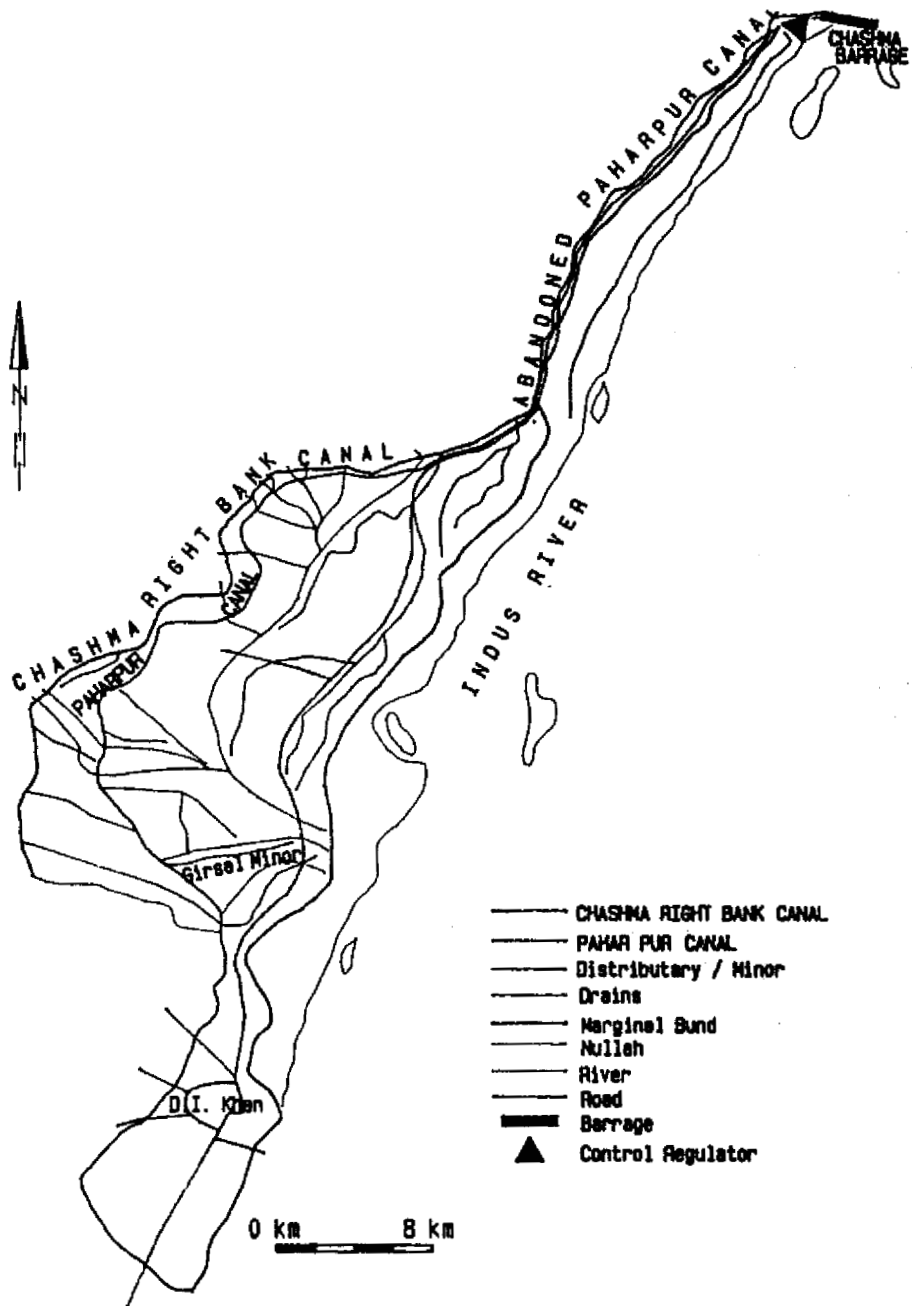 CHASHMA
BARRAGE
ABANDONED PAHARPUR CANAL
N
CHASHMA RIGHT BANK CANAL
CANAL
PAHARPUR
INDUS RIVER
Girsal Minor
D.I. Khan
CHASHMA RIGHT BANK CANAL
PAHAR PUR CANAL
Distributary / Minor
Drains
Marginal Bund
Nullah
River
Road
Barrage
Control Regulator
0 km 8 km